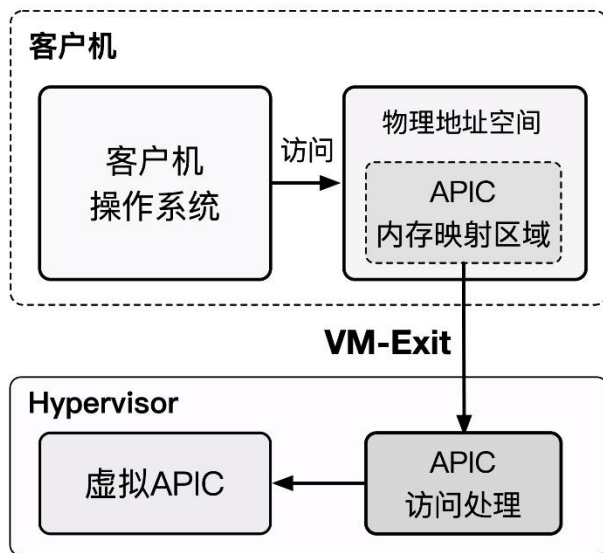 客户机
客户机
操作系统
访问
物理地址空间
APIC
内存映射区域
VM-Exit
Hypervisor
虚拟APIC
APIC
访问处理